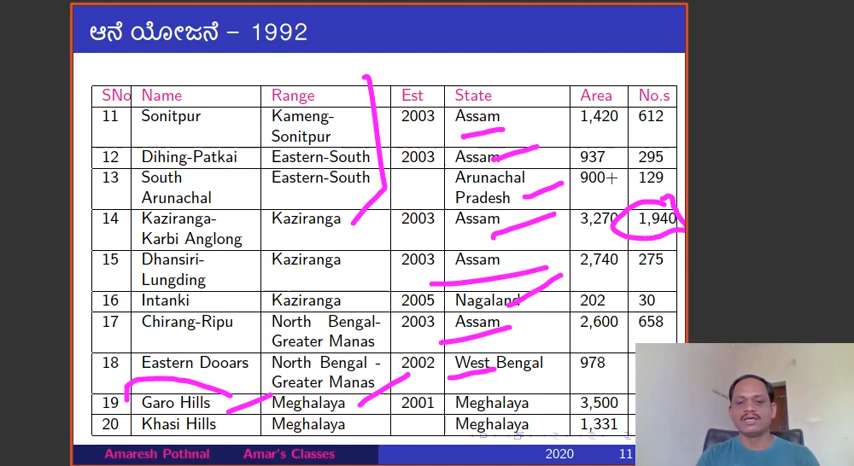 ಆನೆ ಯೋಜನೆ – 1992
SNo Name Range Est State Area No.s
11 Sonitpur Kameng- 2003 Assam 1,420 612
Sonitpur
12 Dihing-Patkai Eastern-South 2003 Assam 937 295
13 South Eastern-South Arunachal 900+ 129
Arunachal Pradesh
14 Kaziranga- Kaziranga 2003 Assam 3,270 1,940
Karbi Anglong
15 Dhansiri- Kaziranga 2003 Assam 2,740 275
Lungding
16 Intanki Kaziranga 2005 Nagaland 202 30
17 Chirang-Ripu North Bengal- 2003 Assam 2,600 658
Greater Manas
18 Eastern Dooars North Bengal - 2002 West Bengal 978
Greater Manas
19 Garo Hills Meghalaya 2001 Meghalaya 3,500
20 Khasi Hills Meghalaya Meghalaya 1,331
Amaresh Pothnal Amar's Classes 2020 11